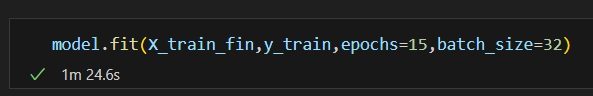 model.fit(X_train_fin,y_train,epochs=15,batch_size=32)
1m 24.6s